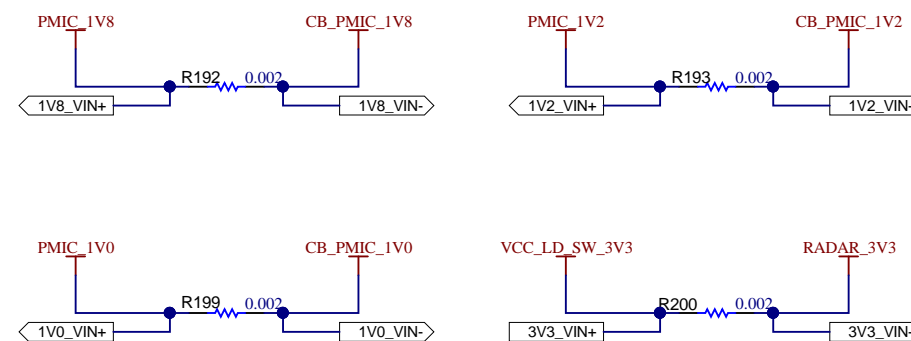 PMIC_1V8 CB_PMIC_1V8 PMIC_1V2 CB_PMIC_1V2
R192 0.002 R193 0.002
1V8_VIN+ 1V8_VIN- 1V2_VIN+ 1V2_VIN-
PMIC_1V0 CB_PMIC_1V0 VCC_LD_SW_3V3 RADAR_3V3
R199 0.002 R200 0.002
1V0_VIN+ 1V0_VIN- 3V3_VIN+ 3V3_VIN-